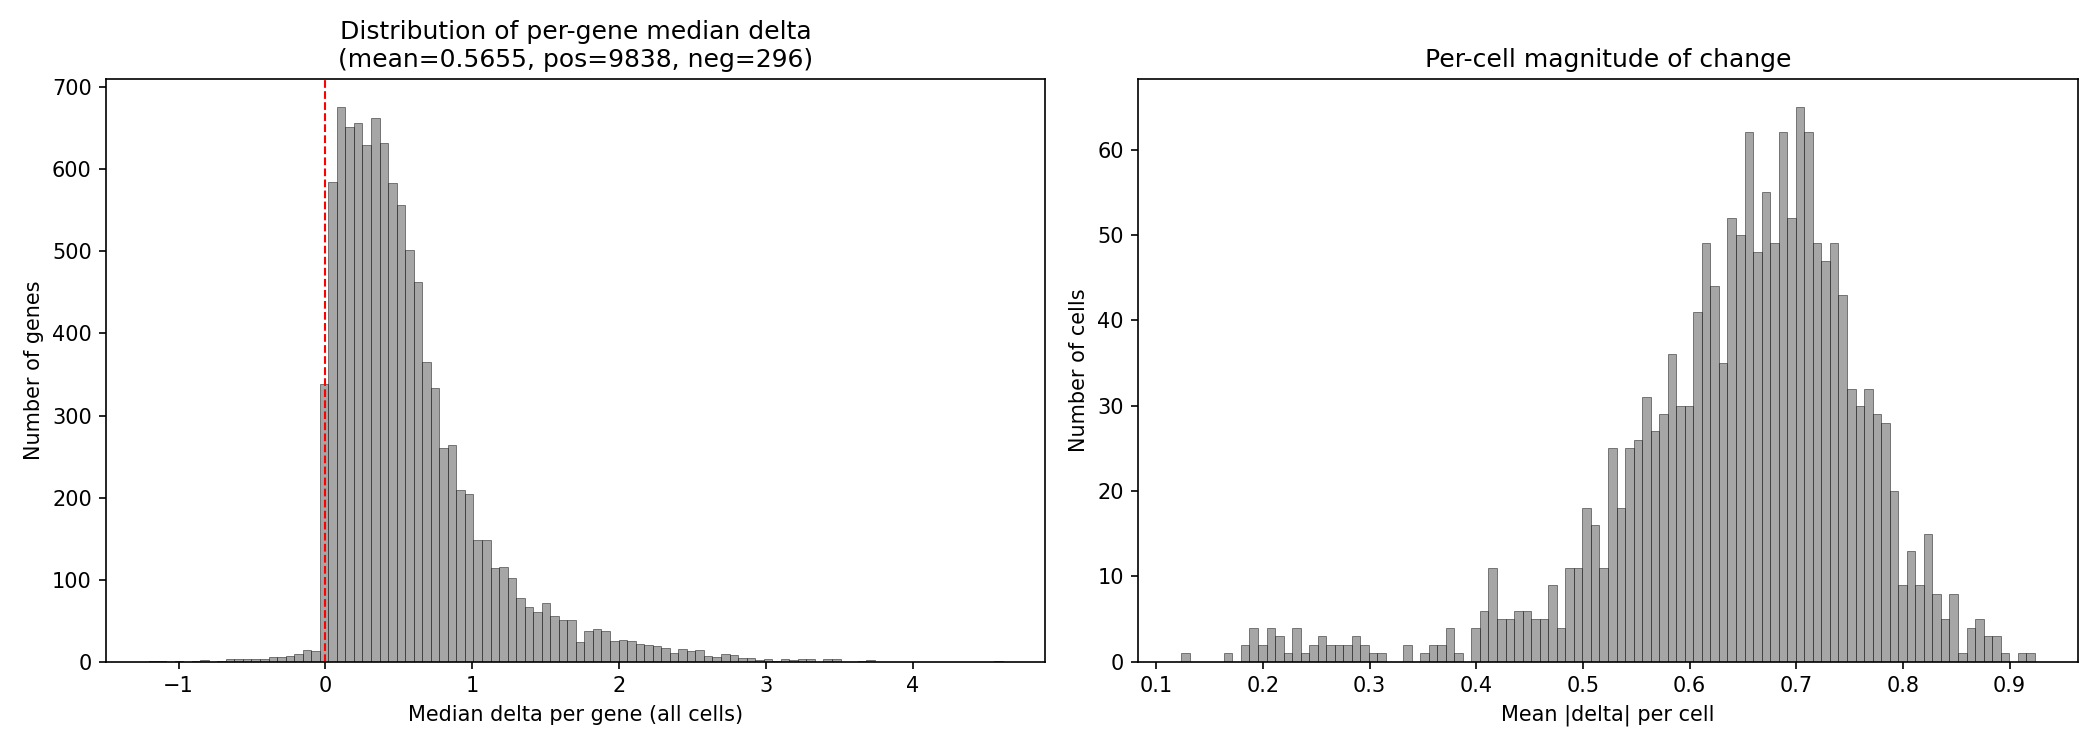 Distribution of per-gene median delta
(mean=0.5655, pos=9838, neg=296)
Number of genes
700
600
500
400
300
200
100
0
−1 0 1 2 3 4
Median delta per gene (all cells)
Per-cell magnitude of change
Number of cells
60
50
40
30
20
10
0
0.1 0.2 0.3 0.4 0.5 0.6 0.7 0.8 0.9
Mean |delta| per cell